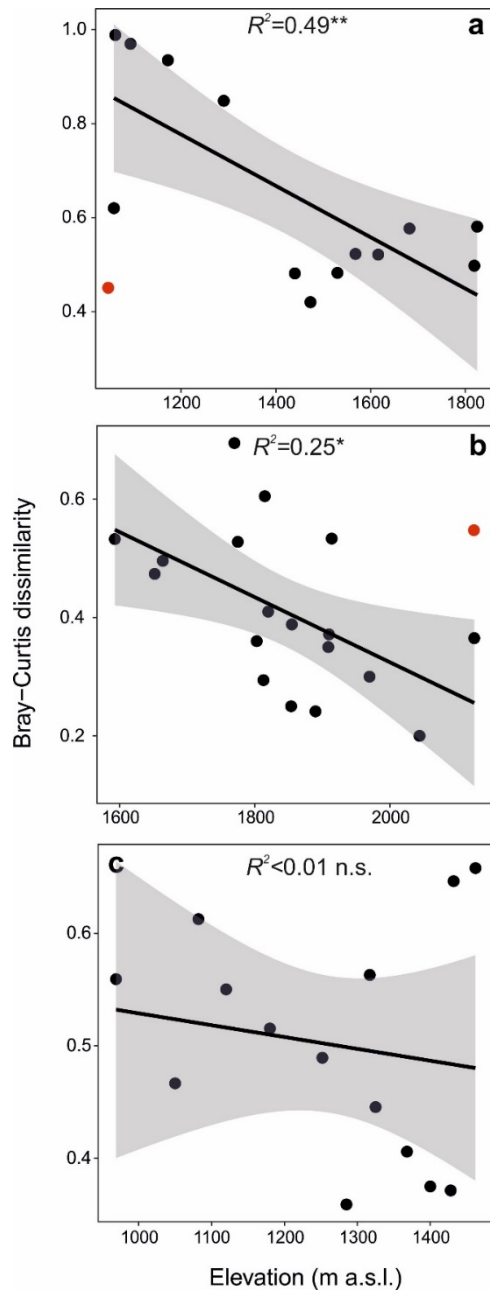 R²=0.49**
a
1.0
0.8
0.6
0.4
1200 1400 1600 1800
R²=0.25*
b
0.6
0.4
0.2
1600 1800 2000
Bray−Curtis dissimilarity
c
R²<0.01 n.s.
0.6
0.5
0.4
1000 1100 1200 1300 1400
Elevation (m a.s.l.)